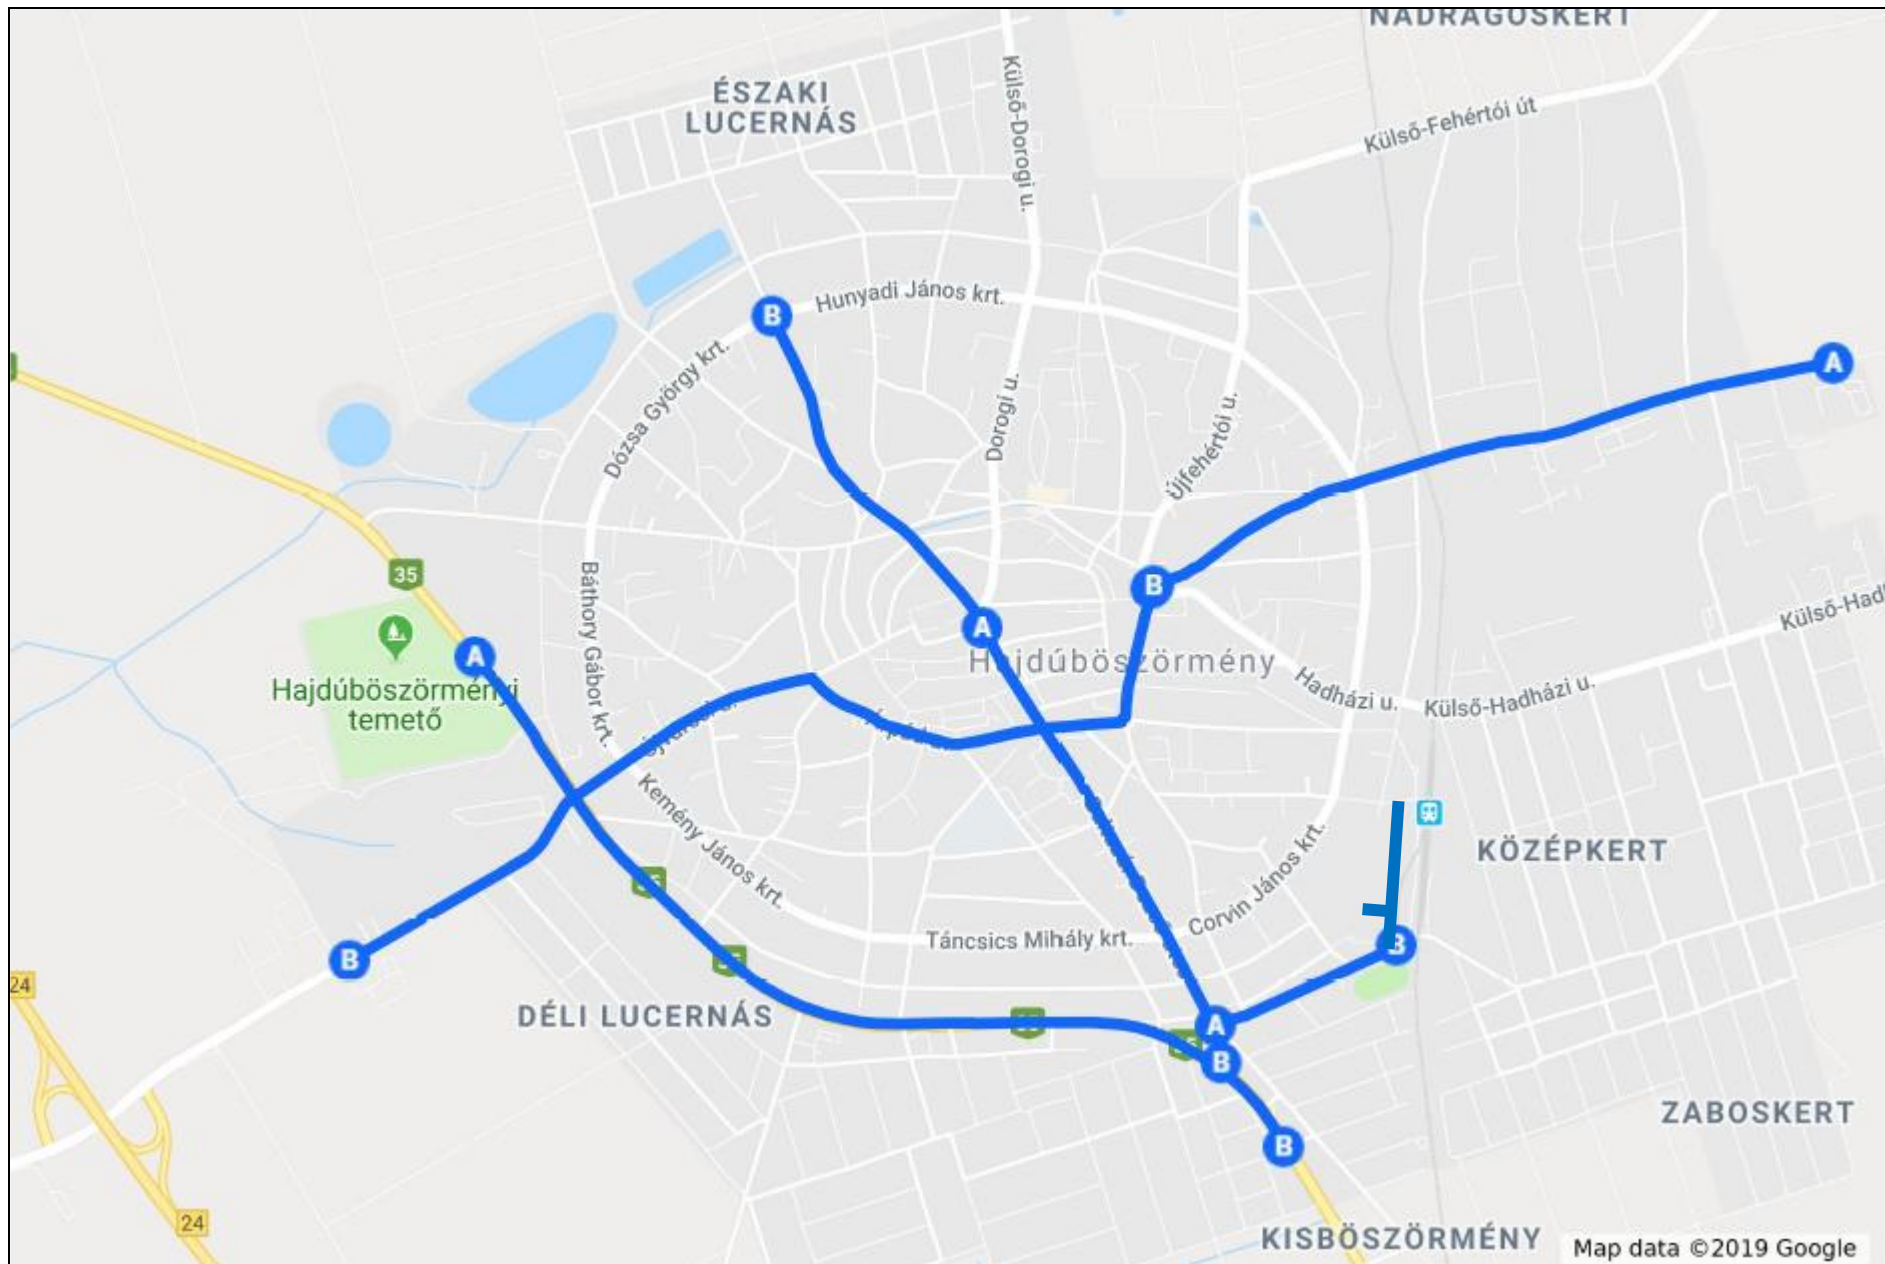 NÁDRAGOSKERT
ÉSZAKI
LUCERNÁS
Külső-Dorogi u.
Külső-Fehértói út
Hunyadi János krt.
B
Dózsa György krt.
A
Dorogi u.
Újfehértói u.
35
B
Külső-Had
Báthory Gábor krt.
A
A
Hajdúböszörmény
Hajdúböszörményi
temető
Hadházi u.
Külső-Hadházi u.
Kemény János krt.
KÖZÉPKERT
Corvin János krt.
Táncsics Mihály krt.
B
B
24
DÉLI LUCERNÁS
A
B
ZABOSKERT
B
24
KISBÖSZÖRMÉNY
Map data ©2019 Google